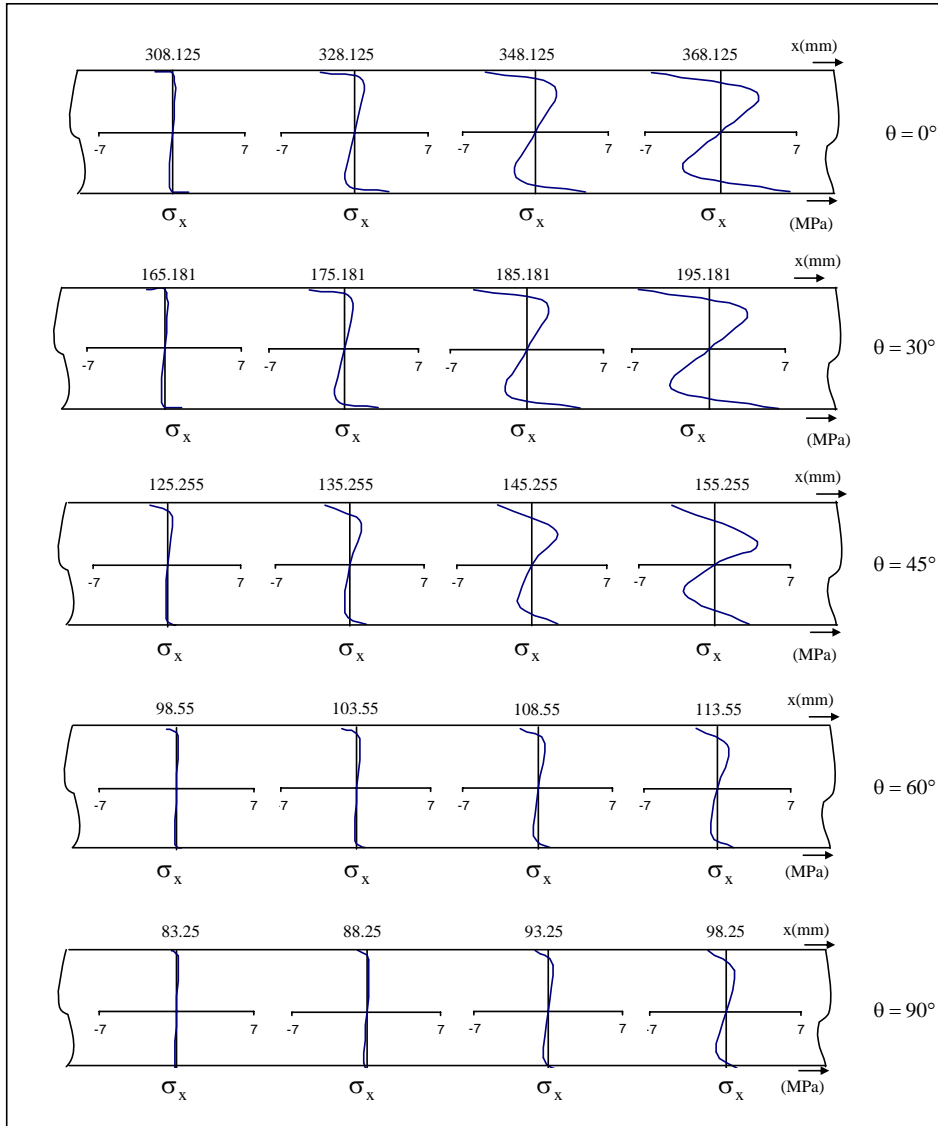 x(mm)
308.125 328.125 348.125 368.125
θ = 0°
-7 7 -7 7 -7 7 -7 7
σx σx σx σx
(MPa)
x(mm)
165.181 175.181 185.181 195.181
θ = 30°
-7 7 -7 7 -7 7 -7 7
σx σx σx σx
(MPa)
x(mm)
125.255 135.255 145.255 155.255
θ = 45°
-7 7 7 7 7 7 7 7
σx σx σx σx
(MPa)
x(mm)
98.55 103.55 108.55 113.55
θ = 60°
-7 7 7 -7 7 -7 7
σx σx σx σx
(MPa)
x(mm)
83.25 88.25 93.25 98.25
θ = 90°
-7 7 -7 7 -7 7 -7 7
σx σx σx σx
(MPa)